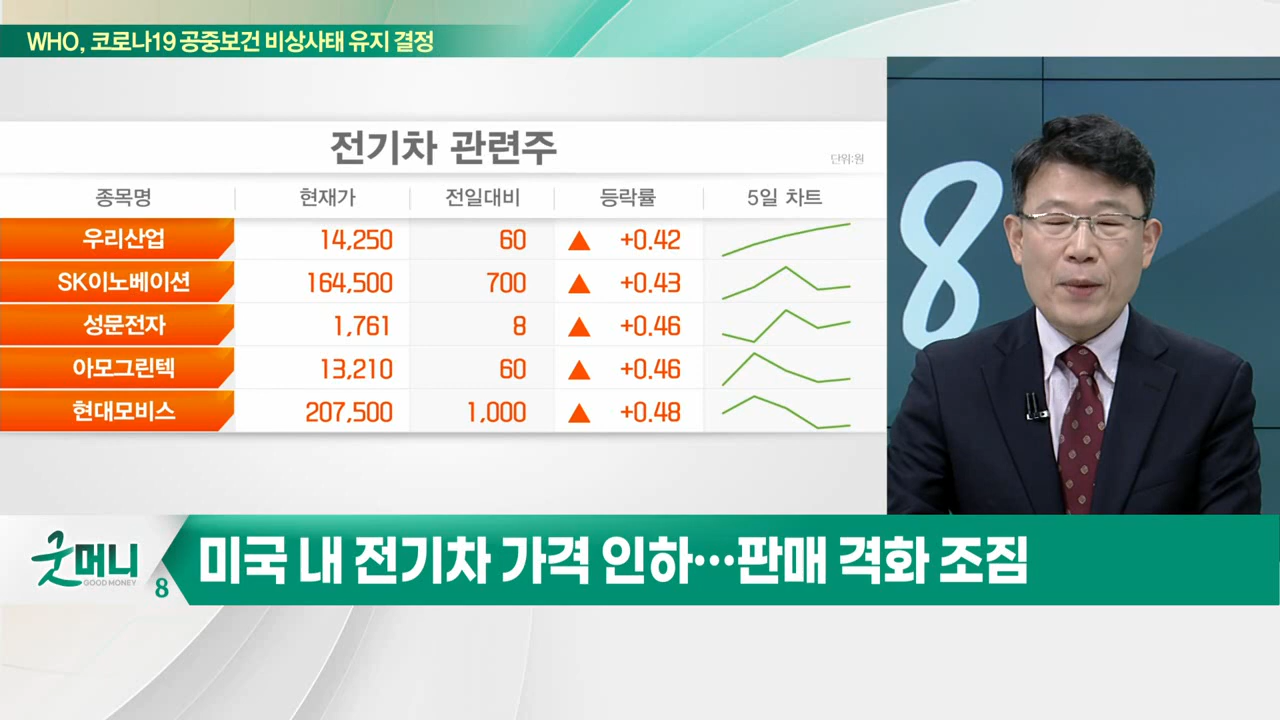 WHO, 코로나19 공중보건 비상사태 유지 결정
전기차 관련주
단위:원
종목명 현재가 전일대비 등락률 5일 차트
우리산업 14,250 60 ▲ +0.42
SK이노베이션 164,500 700 ▲ +0.43
성문전자 1,761 8 ▲ +0.46
아모그린텍 13,210 60 ▲ +0.46
현대모비스 207,500 1,000 ▲ +0.48
8
굿머니
GOOD MONEY
8
미국 내 전기차 가격 인하…판매 격화 조짐